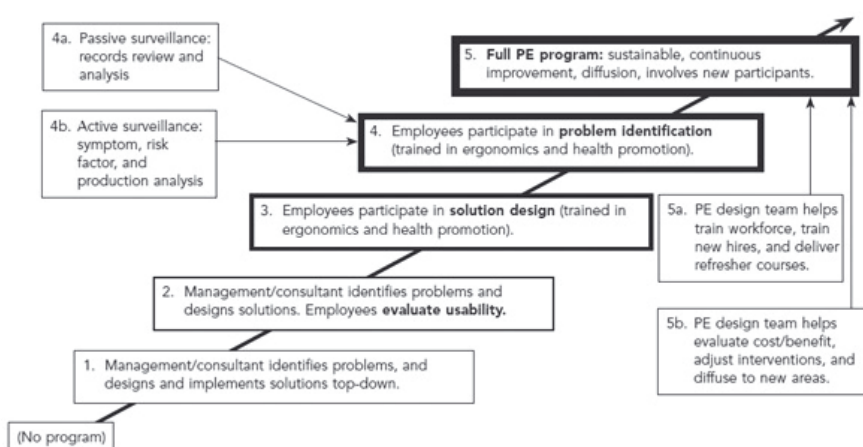 4a. Passive surveillance:
records review and
analysis
4b. Active surveillance:
symptom, risk
factor, and
production analysis
5. Full PE program: sustainable, continuous
improvement, diffusion, involves new participants.
4. Employees participate in problem identification
(trained in ergonomics and health promotion).
3. Employees participate in solution design (trained in
ergonomics and health promotion).
5a. PE design team helps
train workforce, train
new hires, and deliver
refresher courses.
2. Management/consultant identifies problems and
designs solutions. Employees evaluate usability.
5b. PE design team helps
evaluate cost/benefit,
adjust interventions, and
diffuse to new areas.
1. Management/consultant identifies problems, and
designs and implements solutions top-down.
(No program)